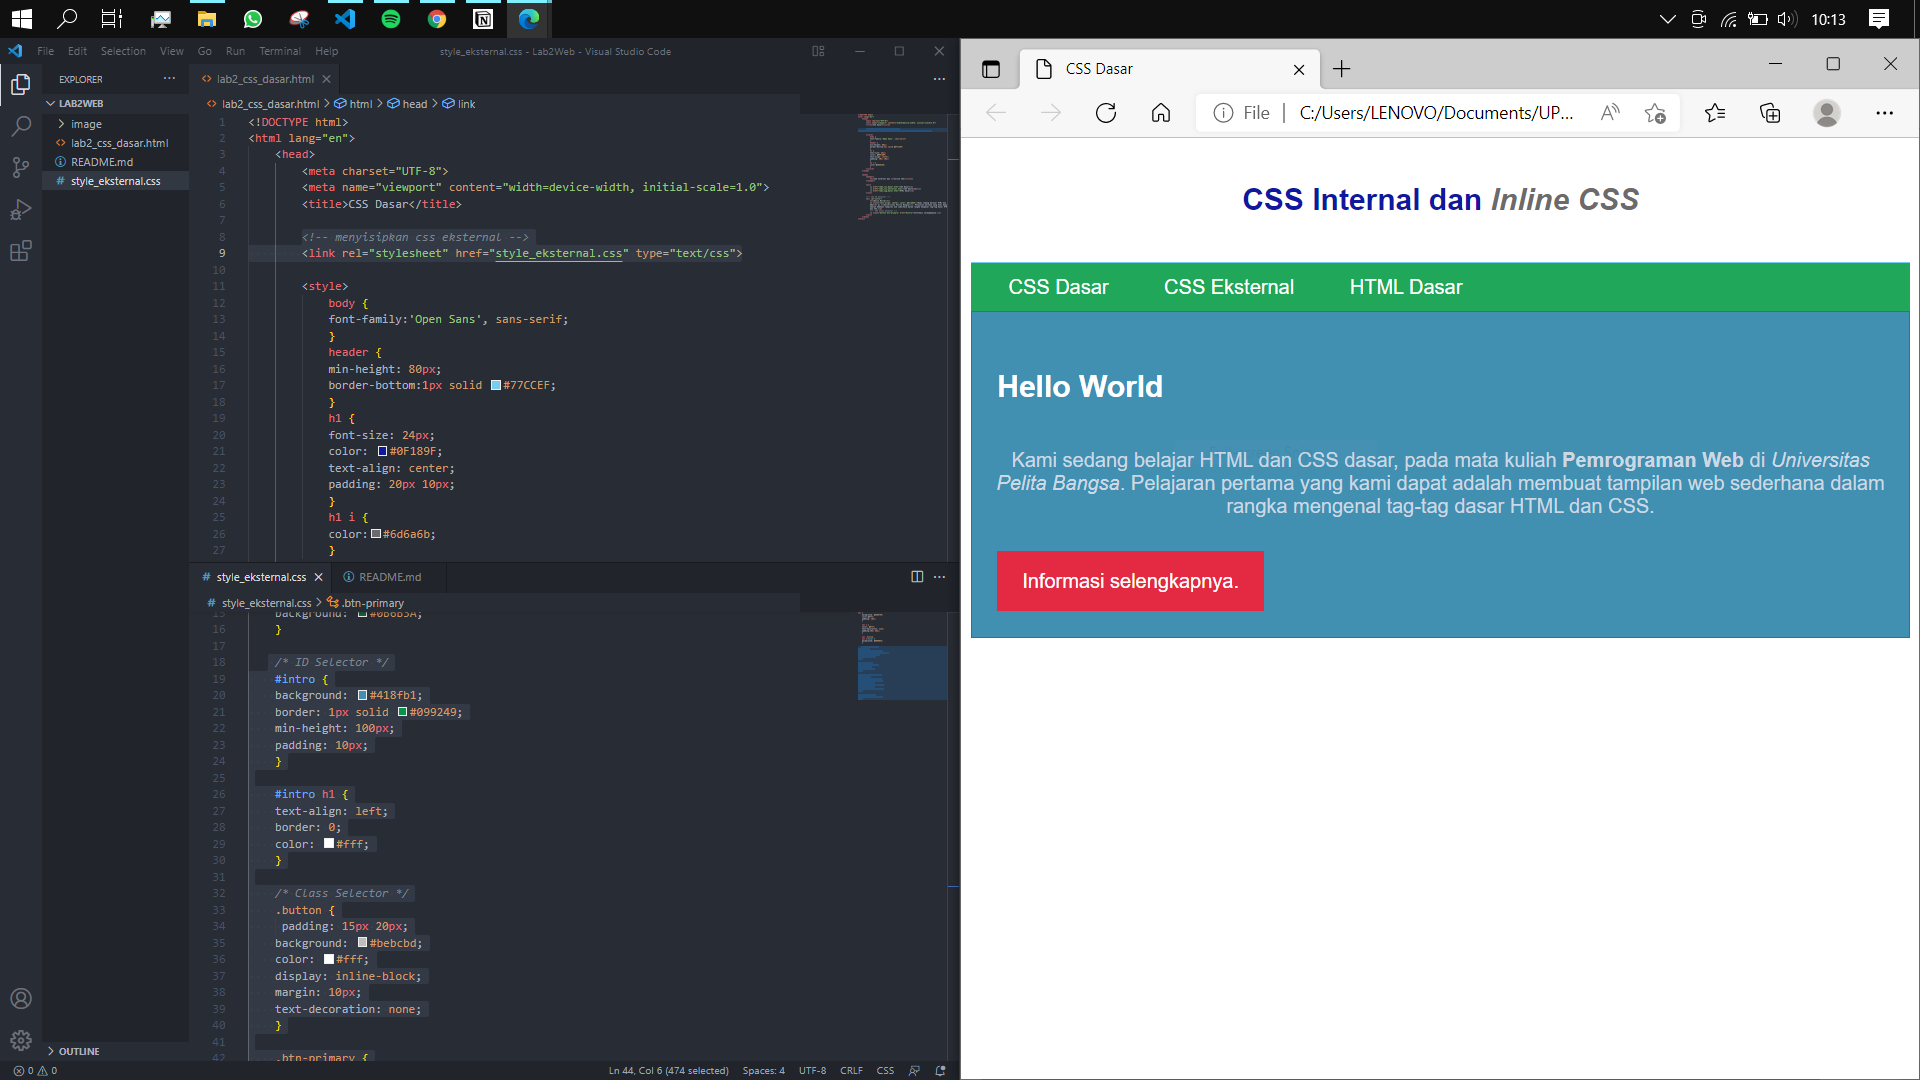 10:13
File Edit Selection View Go Run Terminal Help
style_eksternal.css - Lab2Web - Visual Studio Code
EXPLORER
LAB2WEB
image
lab2_css_dasar.html
README.md
style_eksternal.css
OUTLINE
lab2_css_dasar.html
lab2_css_dasar.html > html > head > link
1 <!DOCTYPE html>
2 <html lang="en">
3 <head>
4 <meta charset="UTF-8">
5 <meta name="viewport" content="width=device-width, initial-scale=1.0">
6 <title>CSS Dasar</title>
7
8 <!-- menyisipkan css eksternal -->
9 <link rel="stylesheet" href="style_eksternal.css" type="text/css">
10
11 <style>
12 body {
13 font-family:'Open Sans', sans-serif;
14 }
15 header {
16 min-height: 80px;
17 border-bottom:1px solid #77CCEF;
18 }
19 h1 {
20 font-size: 24px;
21 color: #0F189F;
22 text-align: center;
23 padding: 20px 10px;
24 }
25 h1 i {
26 color:#6d6a6b;
27 }
style_eksternal.css README.md
style_eksternal.css > .btn-primary
15 background: #0B6B3A;
16 }
17
18 /* ID Selector */
19 #intro {
20 background: #418fb1;
21 border: 1px solid #099249;
22 min-height: 100px;
23 padding: 10px;
24 }
25
26 #intro h1 {
27 text-align: left;
28 border: 0;
29 color: #fff;
30 }
31
32 /* Class Selector */
33 .button {
34 padding: 15px 20px;
35 background: #bebcbd;
36 color: #fff;
37 display: inline-block;
38 margin: 10px;
39 text-decoration: none;
40 }
41
42 .btn-primary {
0 0
Ln 44, Col 6 (474 selected) Spaces: 4 UTF-8 CRLF CSS
CSS Dasar
File | C:/Users/LENOVO/Documents/UP...
CSS Internal dan Inline CSS
CSS Dasar CSS Eksternal HTML Dasar
Hello World
Kami sedang belajar HTML dan CSS dasar, pada mata kuliah Pemrograman Web di Universitas
Pelita Bangsa. Pelajaran pertama yang kami dapat adalah membuat tampilan web sederhana dalam
rangka mengenal tag-tag dasar HTML dan CSS.
Informasi selengkapnya.